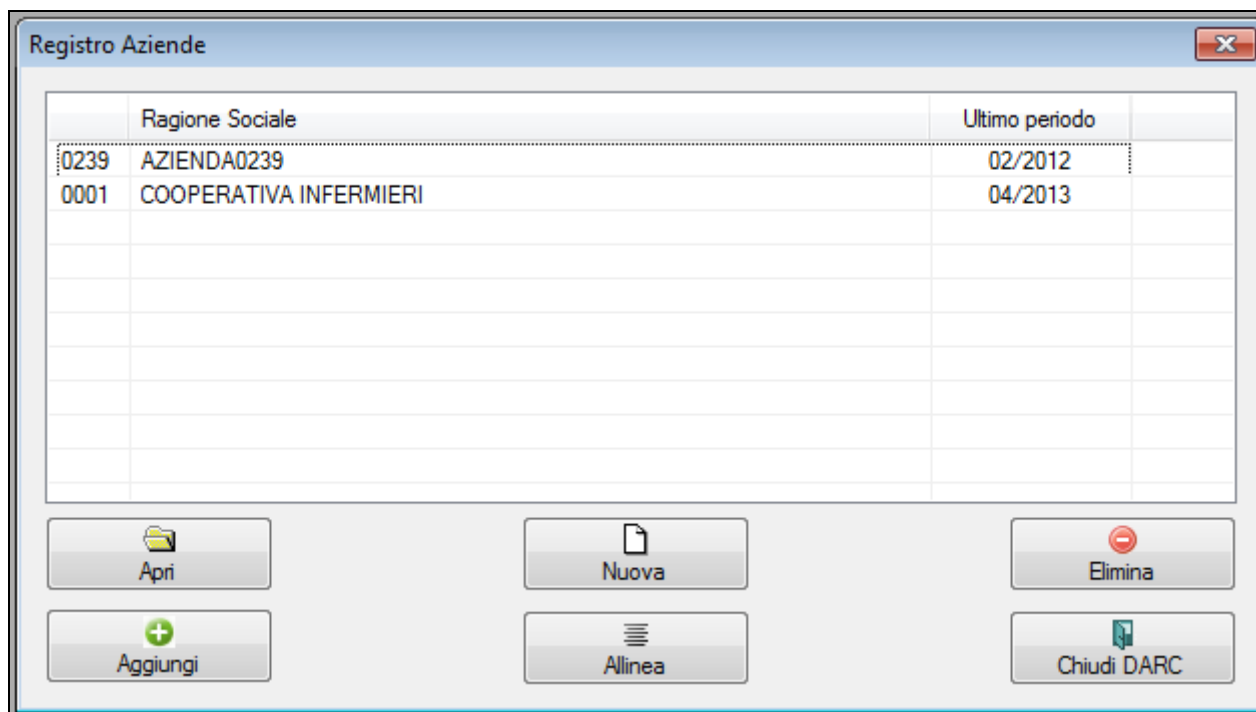 Registro Aziende
Ragione Sociale Ultimo periodo
0239 AZIENDA0239 02/2012
0001 COOPERATIVA INFERMIERI 04/2013
Apri Nuova Elimina
Aggiungi Allinea Chiudi DARC